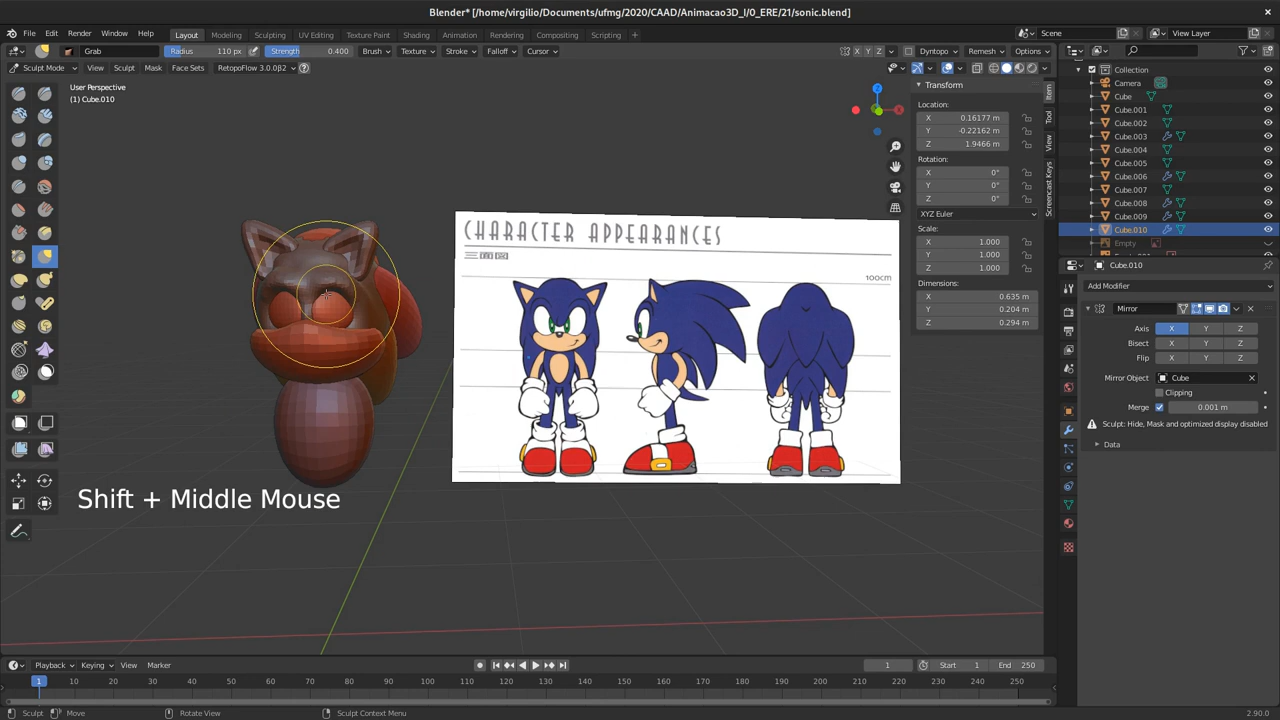 Blender* [/home/virgilio/Documents/ufmg/2020/CAAD/Animacao3D_I/0_ERE/21/sonic.blend]
File Edit Render Window Help Layout Modeling Sculpting UV Editing Texture Paint Shading Animation Rendering Compositing Scripting + Scene View Layer
Grab Radius 110 px Strength 0.400 Brush Texture Stroke Falloff Cursor X Y Z Dyntopo Remesh Options
Sculpt Mode View Sculpt Mask Face Sets RetopoFlow 3.0.0β2
User Perspective
(1) Cube.010
Z
X
CHARACTER APPEARANCES
100cm
Shift + Middle Mouse
Transform
Location:
X 0.16177 m
Y -0.22162 m
Z 1.9466 m
Rotation:
X 0°
Y 0°
Z 0°
XYZ Euler
Scale:
X 1.000
Y 1.000
Z 1.000
Dimensions:
X 0.635 m
Y 0.204 m
Z 0.294 m
Item
Tool
View
Screencast Keys
Collection
Camera
Cube
Cube.001
Cube.002
Cube.003
Cube.004
Cube.005
Cube.006
Cube.007
Cube.008
Cube.009
Cube.010
Empty
Cube.010
Add Modifier
Mirror
Axis X Y Z
Bisect X Y Z
Flip X Y Z
Mirror Object Cube
Clipping
Merge 0.001 m
Sculpt: Hide, Mask and optimized display disabled
Data
Playback Keying View Marker 1 Start 1 End 250
1 10 20 30 40 50 60 70 80 90 100 110 120 130 140 150 160 170 180 190 200 210 220 230 240 250
Sculpt Move Rotate View Sculpt Context Menu 2.90.0